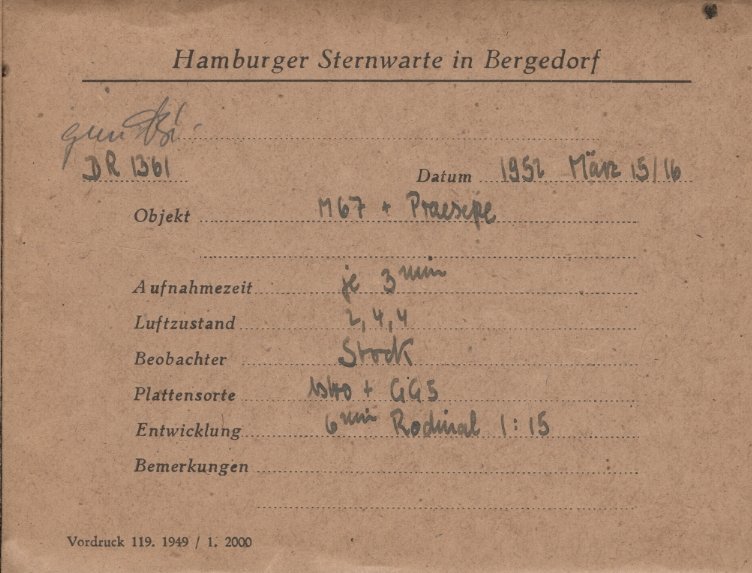 Hamburger Sternwarte in Bergedorf
DR 1361 Datum 1952 März 15/16
Objekt M67 + Praesepe
Aufnahmezeit je 3 min
Luftzustand 2,4,4
Beobachter Stock
Plattensorte + GG5
Entwicklung 6 min Rodinal 1:15
Bemerkungen
Vordruck 119. 1949 / 1. 2000